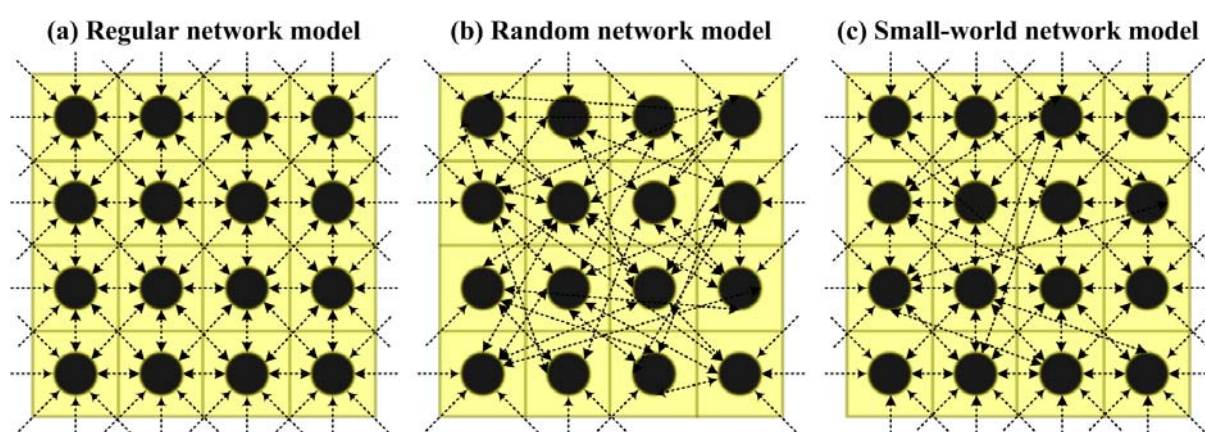 (a) Regular network model
(b) Random network model
(c) Small-world network model